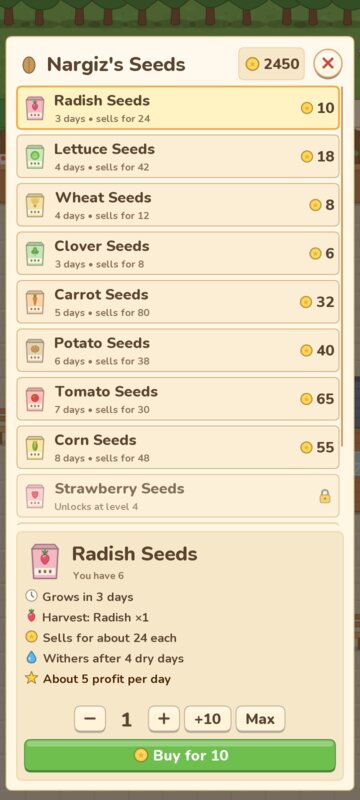 Nargiz's Seeds
2450
Radish Seeds
3 days • sells for 24
10
Lettuce Seeds
4 days • sells for 42
18
Wheat Seeds
4 days • sells for 12
8
Clover Seeds
3 days • sells for 8
6
Carrot Seeds
5 days • sells for 80
32
Potato Seeds
6 days • sells for 38
40
Tomato Seeds
7 days • sells for 30
65
Corn Seeds
8 days • sells for 48
55
Strawberry Seeds
Unlocks at level 4
Radish Seeds
You have 6
Grows in 3 days
Harvest: Radish ×1
Sells for about 24 each
Withers after 4 dry days
About 5 profit per day
− 1 + +10 Max
Buy for 10